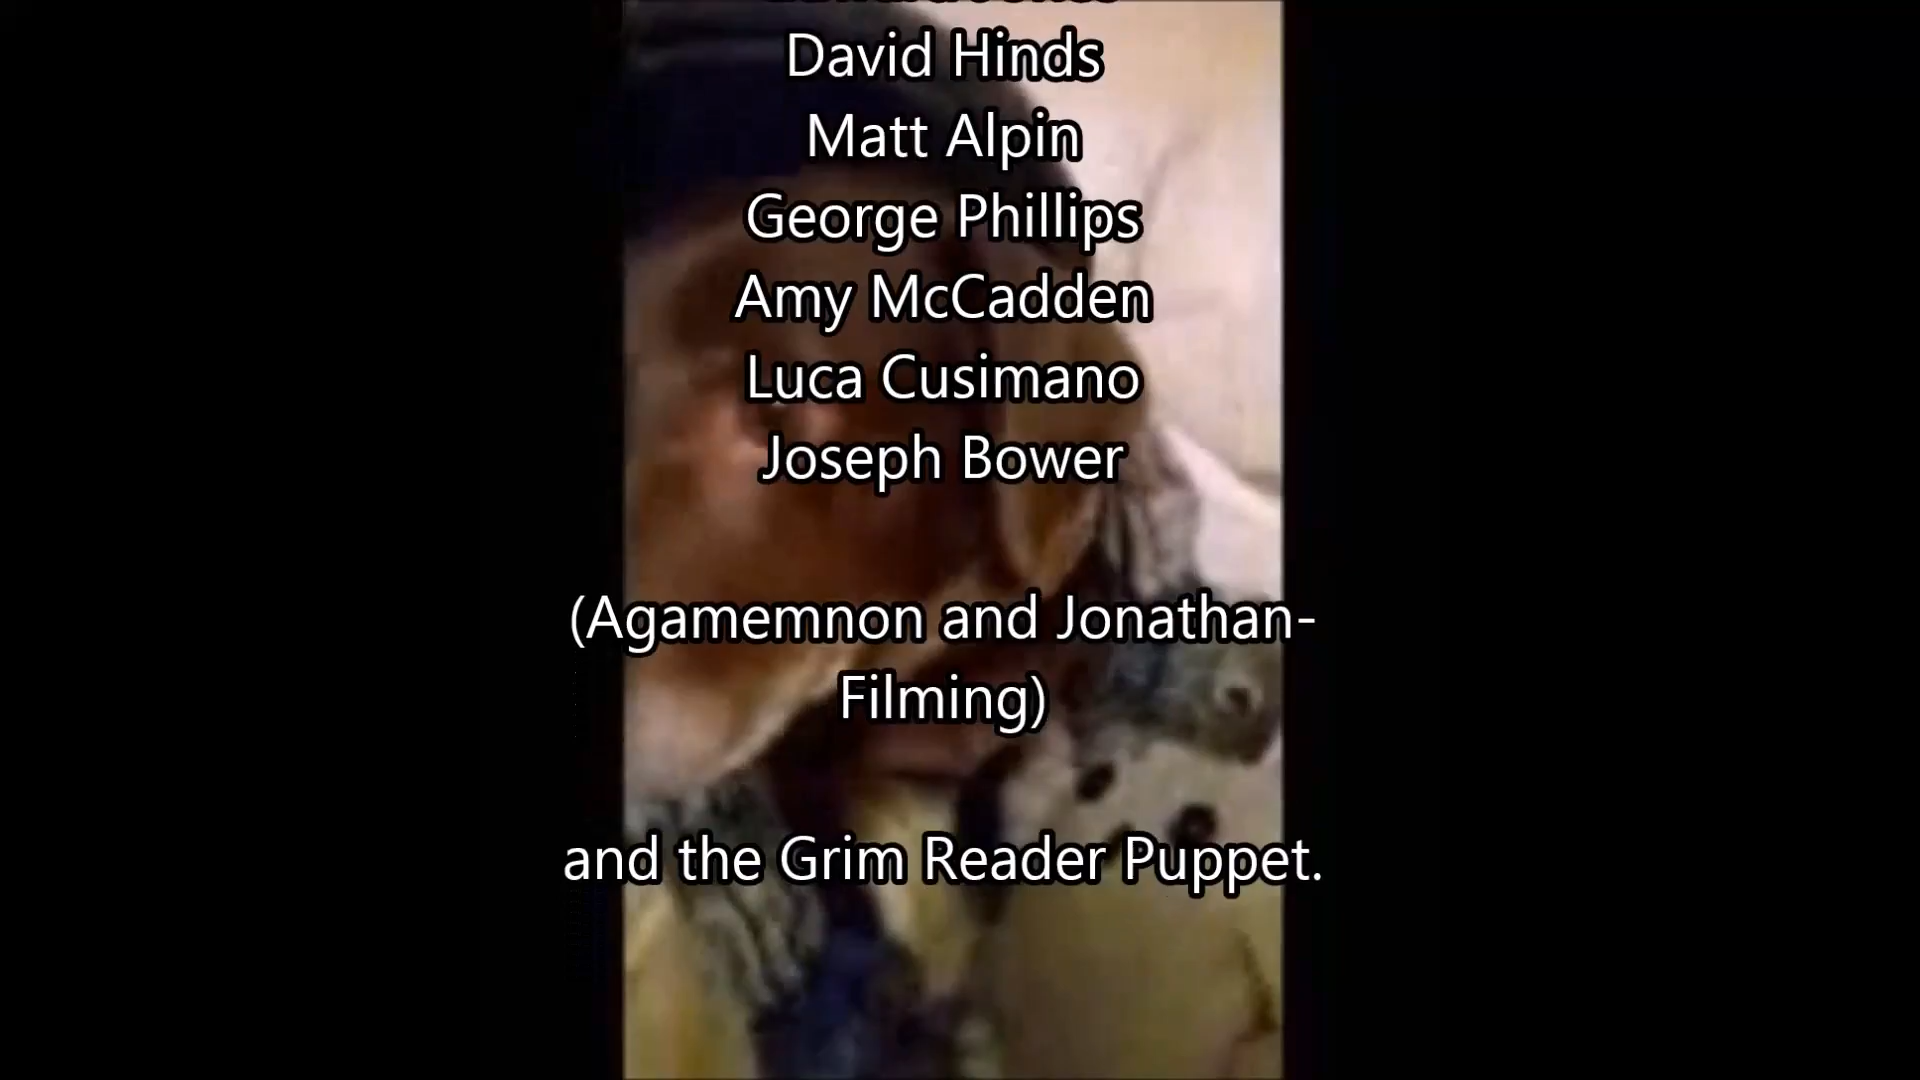 David Hinds
Matt Alpin
George Phillips
Amy McCadden
Luca Cusimano
Joseph Bower
(Agamemnon and Jonathan-
Filming)
and the Grim Reader Puppet.